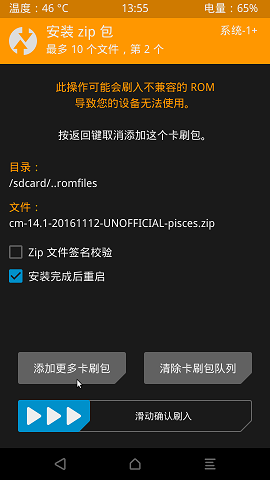 温度：46 °C 13:55 电量：65%
安装 zip 包 系统-1+
最多 10 个文件，第 2 个
此操作可能会刷入不兼容的 ROM
导致您的设备无法使用。
按返回键取消添加这个卡刷包。
目录：
/sdcard/..romfiles
文件：
cm-14.1-20161112-UNOFFICIAL-pisces.zip
Zip 文件签名校验
安装完成后重启
添加更多卡刷包 清除卡刷包队列
滑动确认刷入